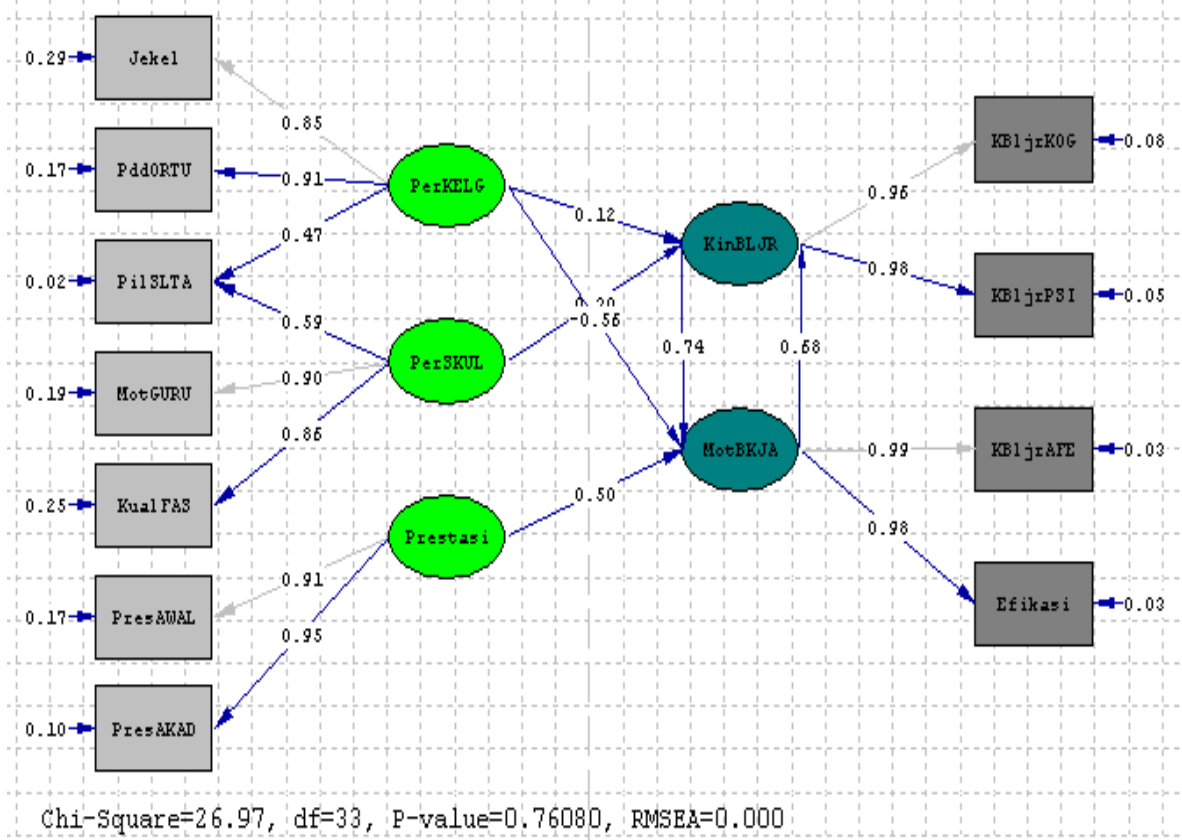 0.29
Jekel
0.85
0.17
PddORTU
0.91
PerKELG
0.47
0.02
PilSLTA
0.59
PerSKUL
0.19
MotGURU
0.90
0.86
0.25
KualFAS
Prestasi
0.17
PresAWAL
0.91
0.95
0.10
PresAKAD
0.12
-0.56
0.50
KinBLJR
0.74
0.68
MotBKJA
0.96
KBljrKOG
0.08
0.98
KBljrPSI
0.05
0.99
KBljrAFE
0.03
0.98
Efikasi
0.03
Chi-Square=26.97, df=33, P-value=0.76080, RMSEA=0.000